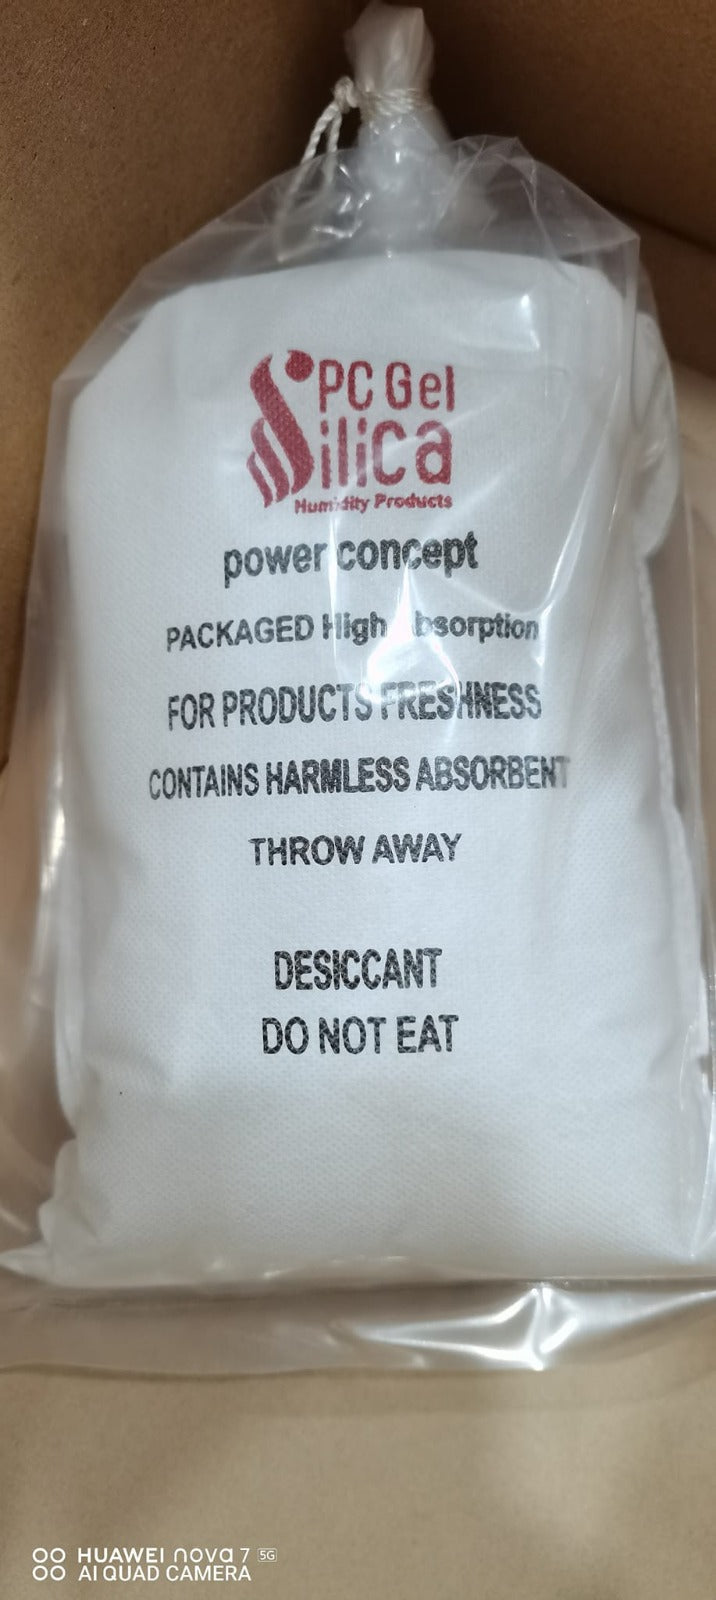 PC Gel
Silica
Humidity Products
power concept
PACKAGED High Absorption
FOR PRODUCTS FRESHNESS
CONTAINS HARMLESS ABSORBENT
THROW AWAY
DESICCANT
DO NOT EAT
HUAWEI nova 7 5G
AI QUAD CAMERA